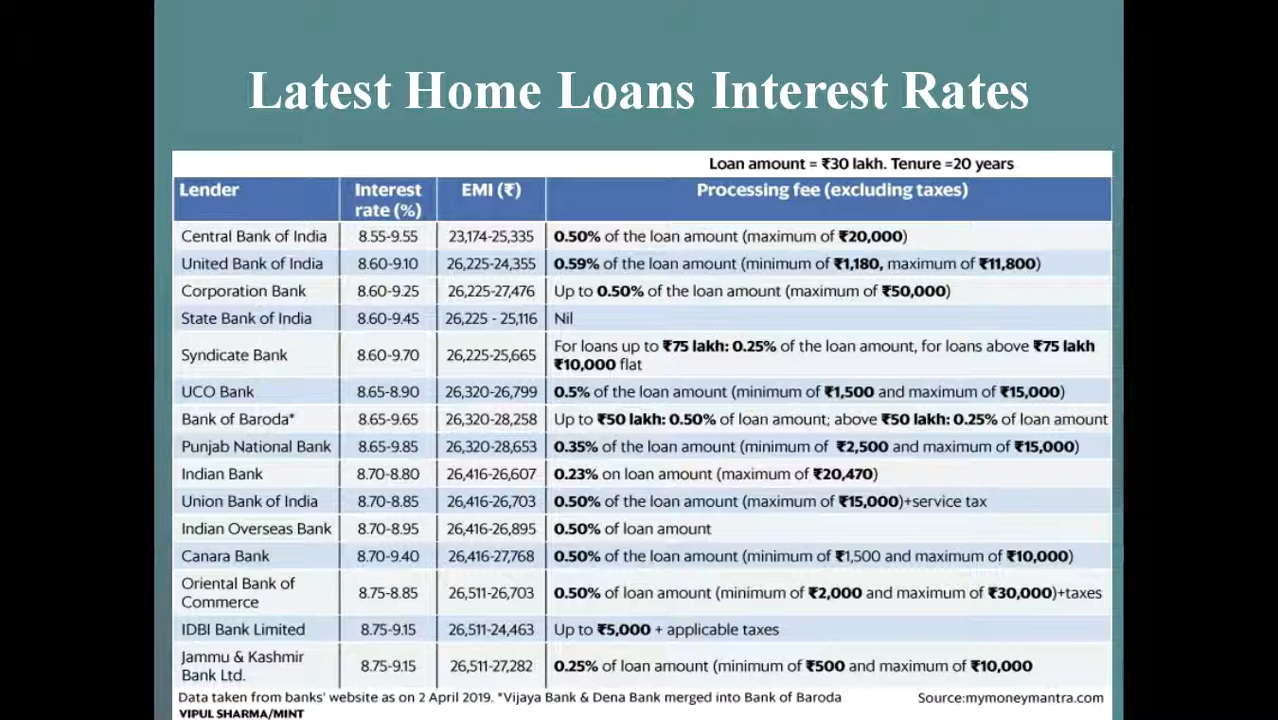 Latest Home Loans Interest Rates
Loan amount = ₹30 lakh. Tenure =20 years
Lender Interest rate (%) EMI (₹) Processing fee (excluding taxes)
Central Bank of India 8.55-9.55 23,174-25,335 0.50% of the loan amount (maximum of ₹20,000)
United Bank of India 8.60-9.10 26,225-24,355 0.59% of the loan amount (minimum of ₹1,180, maximum of ₹11,800)
Corporation Bank 8.60-9.25 26,225-27,476 Up to 0.50% of the loan amount (maximum of ₹50,000)
State Bank of India 8.60-9.45 26,225 - 25,116 Nil
Syndicate Bank 8.60-9.70 26,225-25,665 For loans up to ₹75 lakh: 0.25% of the loan amount, for loans above ₹75 lakh
₹10,000 flat
UCO Bank 8.65-8.90 26,320-26,799 0.5% of the loan amount (minimum of ₹1,500 and maximum of ₹15,000)
Bank of Baroda* 8.65-9.65 26,320-28,258 Up to ₹50 lakh: 0.50% of loan amount; above ₹50 lakh: 0.25% of loan amount
Punjab National Bank 8.65-9.85 26,320-28,653 0.35% of the loan amount (minimum of ₹2,500 and maximum of ₹15,000)
Indian Bank 8.70-8.80 26,416-26,607 0.23% on loan amount (maximum of ₹20,470)
Union Bank of India 8.70-8.85 26,416-26,703 0.50% of the loan amount (maximum of ₹15,000)+service tax
Indian Overseas Bank 8.70-8.95 26,416-26,895 0.50% of loan amount
Canara Bank 8.70-9.40 26,416-27,768 0.50% of the loan amount (minimum of ₹1,500 and maximum of ₹10,000)
Oriental Bank of
Commerce 8.75-8.85 26,511-26,703 0.50% of loan amount (minimum of ₹2,000 and maximum of ₹30,000)+taxes
IDBI Bank Limited 8.75-9.15 26,511-24,463 Up to ₹5,000 + applicable taxes
Jammu & Kashmir
Bank Ltd. 8.75-9.15 26,511-27,282 0.25% of loan amount (minimum of ₹500 and maximum of ₹10,000
Data taken from banks' website as on 2 April 2019. *Vijaya Bank & Dena Bank merged into Bank of Baroda Source:mymoneymantra.com
VIPUL SHARMA/MINT